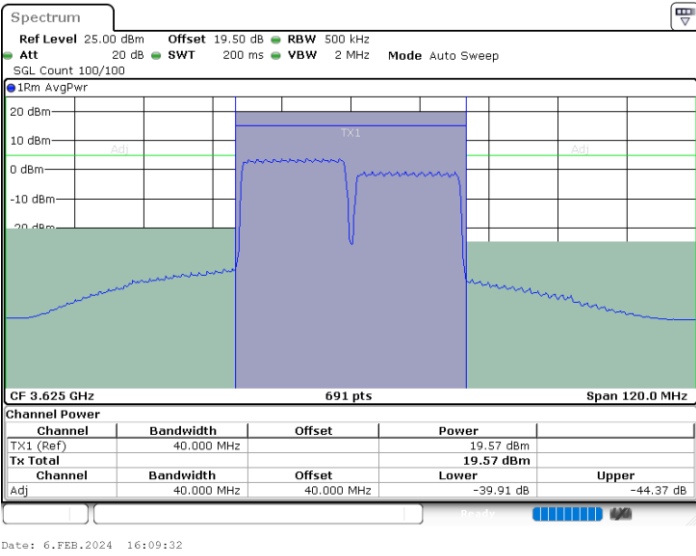 Spectrum
Ref Level 25.00 dBm Offset 19.50 dB RBW 500 kHz
Att 20 dB SWT 200 ms VBW 2 MHz Mode Auto Sweep
SGL Count 100/100
1Rm AvgPwr
20 dBm
TX1
10 dBm
Adj Adj
0 dBm
-10 dBm
-20 dBm
CF 3.625 GHz 691 pts Span 120.0 MHz
Channel Power
Channel Bandwidth Offset Power
TX1 (Ref) 40.000 MHz 19.57 dBm
Tx Total 19.57 dBm
Channel Bandwidth Offset Lower Upper
Adj 40.000 MHz 40.000 MHz -39.91 dB -44.37 dB
Ready
Date: 6.FEB.2024 16:09:32